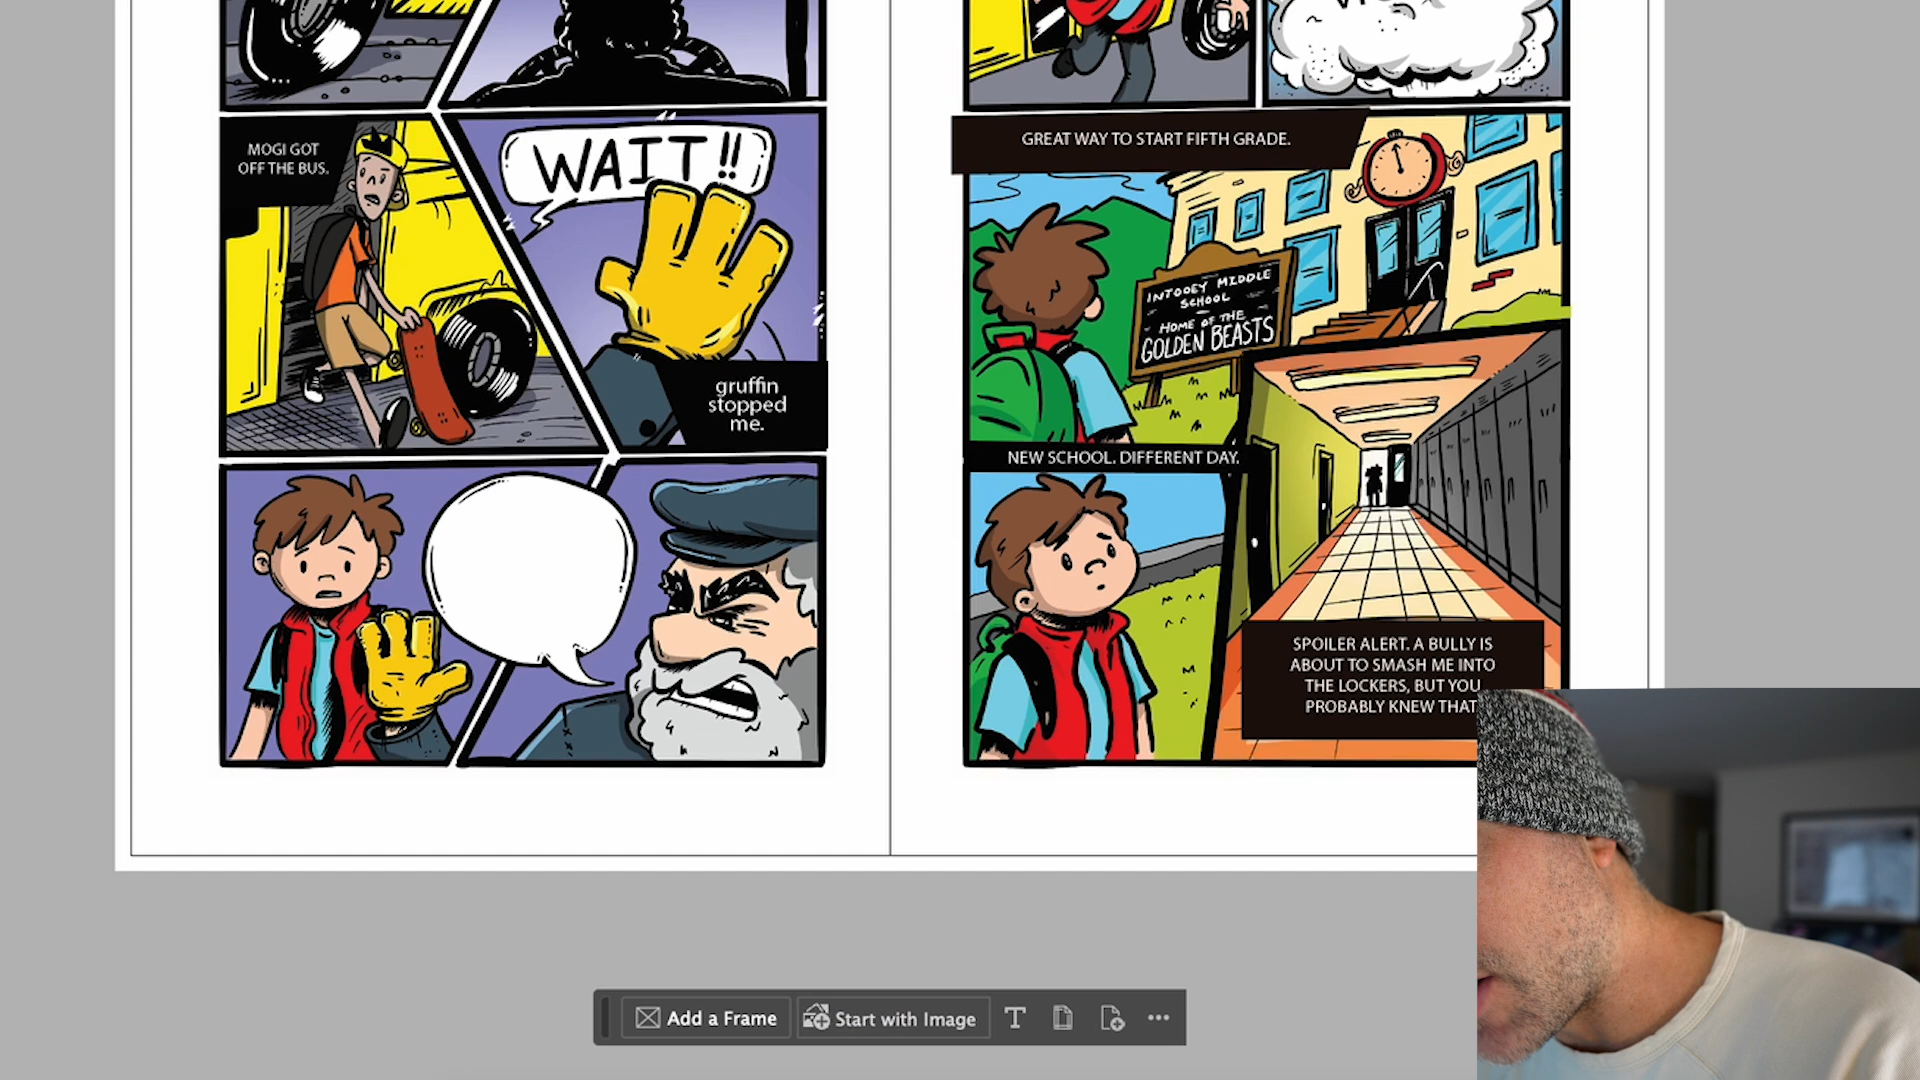 MOGI GOT
OFF THE BUS.
WAIT!!
gruffin
stopped
me.
GREAT WAY TO START FIFTH GRADE.
INTOOEY MIDDLE
SCHOOL
HOME OF THE
GOLDEN BEASTS
NEW SCHOOL. DIFFERENT DAY.
SPOILER ALERT. A BULLY IS
ABOUT TO SMASH ME INTO
THE LOCKERS, BUT YOU
PROBABLY KNEW THAT
Add a Frame
Start with Image